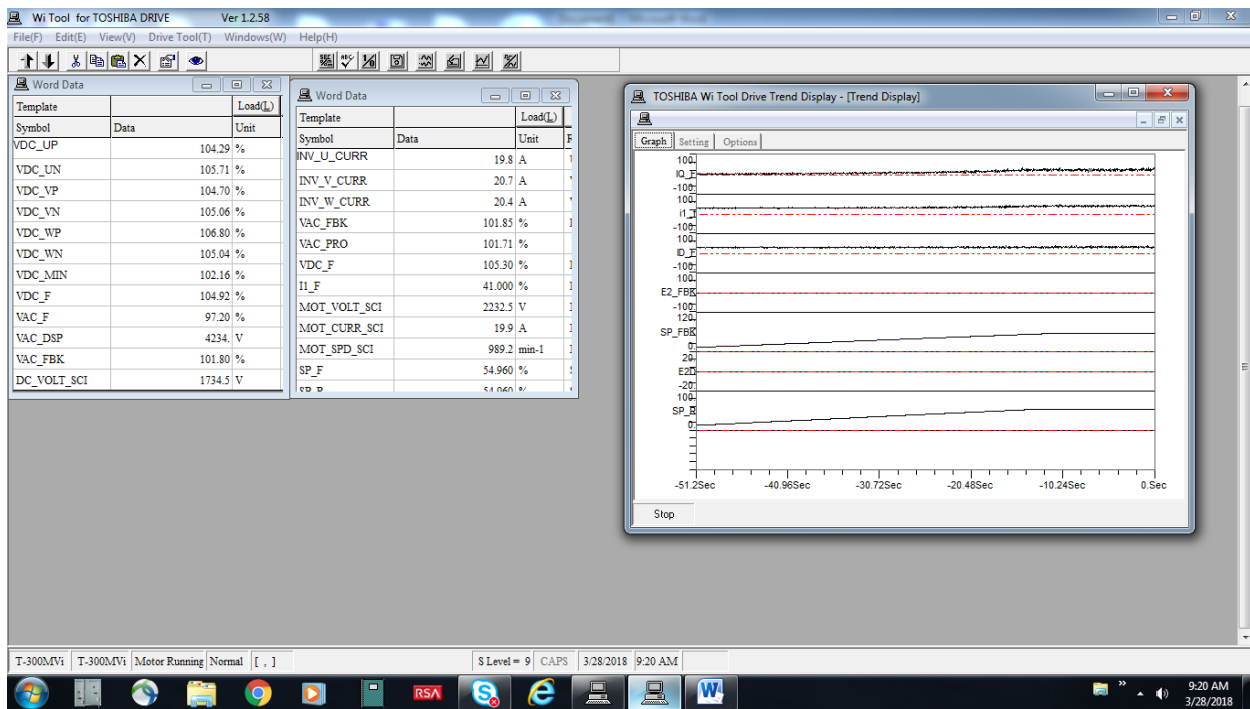 Wi Tool for TOSHIBA DRIVE Ver 1.2.58
File(F) Edit(E) View(V) Drive Tool(T) Windows(W) Help(H)
Word Data
Template Load(L)
Symbol Data Unit
VDC_UP 104.29 %
VDC_UN 105.71 %
VDC_VP 104.70 %
VDC_VN 105.06 %
VDC_WP 106.80 %
VDC_WN 105.04 %
VDC_MIN 102.16 %
VDC_F 104.92 %
VAC_F 97.20 %
VAC_DSP 4234. V
VAC_FBK 101.80 %
DC_VOLT_SCI 1734.5 V
Word Data
Template Load(L)
Symbol Data Unit
INV_U_CURR 19.8 A
INV_V_CURR 20.7 A
INV_W_CURR 20.4 A
VAC_FBK 101.85 %
VAC_PRO 101.71 %
VDC_F 105.30 %
I1_F 41.000 %
MOT_VOLT_SCI 2232.5 V
MOT_CURR_SCI 19.9 A
MOT_SPD_SCI 989.2 min-1
SP_F 54.960 %
TOSHIBA Wi Tool Drive Trend Display - [Trend Display]
Graph Setting Options
100.
IQ_F
-100.
100.
-100.
100.
ID_F
-100.
100.
E2_FBK
-100.
120.
SP_FBK
0.
20.
E2D
-20.
100.
SP_R
0.
-51.2Sec -40.96Sec -30.72Sec -20.48Sec -10.24Sec 0.Sec
Stop
T-300MVi T-300MVi Motor Running Normal [ , ] S Level = 9 CAPS 3/28/2018 9:20 AM
RSA
9:20 AM
3/28/2018